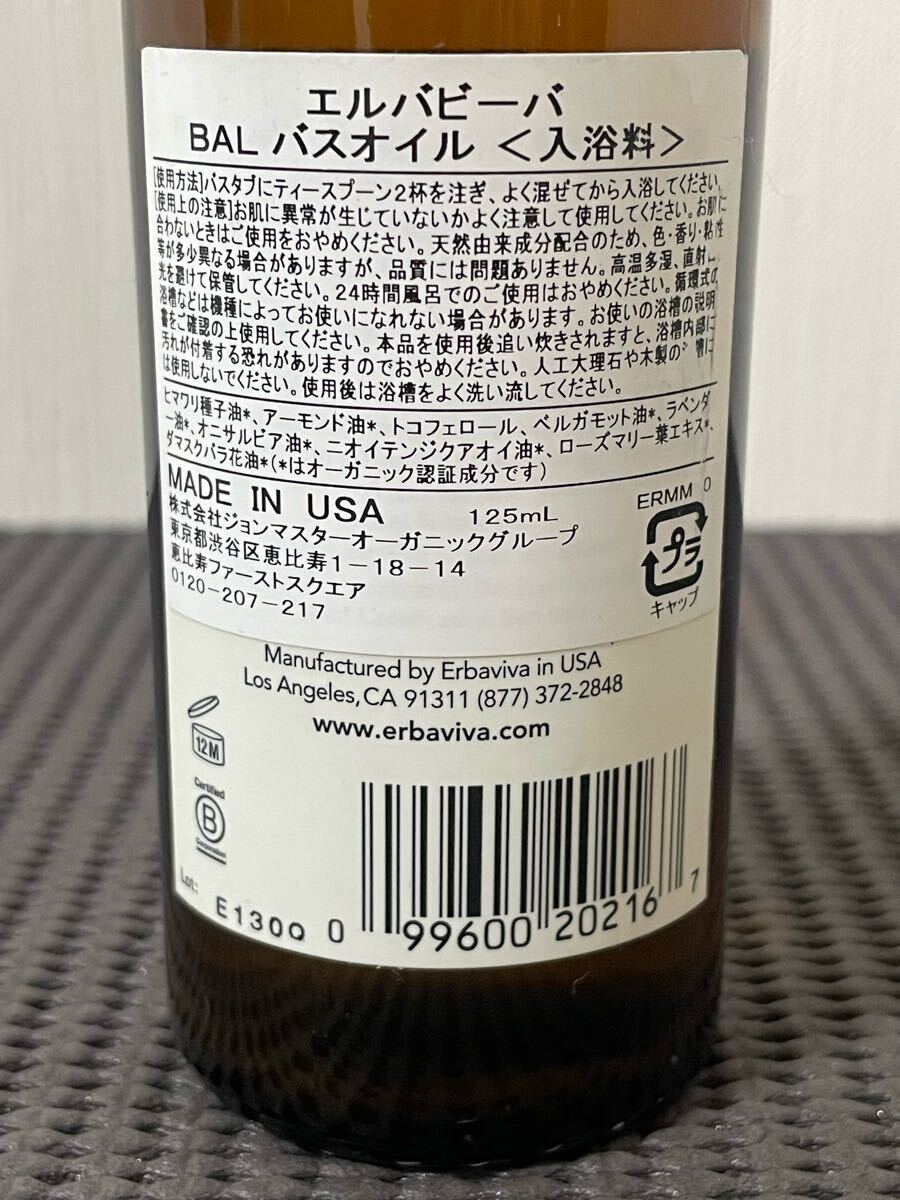 エルバビーバ
BAL バスオイル ＜入浴料＞
[使用方法]バスタブにティースプーン2杯を注ぎ、よく混ぜてから入浴してください。
[使用上の注意]お肌に異常が生じていないかよく注意して使用してください。お肌に
合わないときはご使用をおやめください。天然由来成分配合のため、色・香り・粘性
等が多少異なる場合がありますが、品質には問題ありません。高温多湿、直射
光を避けて保管してください。24時間風呂でのご使用はおやめください。循環式の
浴槽などは機種によってお使いになれない場合があります。お使いの浴槽の説明
書をご確認の上使用してください。本品を使用後追い炊きされますと、浴槽内部に
汚れが付着する恐れがありますのでおやめください。人工大理石や木製の 槽に
は使用しないでください。使用後は浴槽をよく洗い流してください。
ヒマワリ種子油*、アーモンド油*、トコフェロール、ベルガモット油*、ラベンダ
ー油*、オニサルビア油*、ニオイテンジクアオイ油*、ローズマリー葉エキス*、
ダマスクバラ花油*(*はオーガニック認証成分です)
MADE IN USA 125mL
株式会社ジョンマスターオーガニックグループ
東京都渋谷区恵比寿1-18-14
恵比寿ファーストスクエア
0120-207-217
ERMM 0
プラ
キャップ
Manufactured by Erbaviva in USA
Los Angeles,CA 91311 (877) 372-2848
www.erbaviva.com
12M
Certified
B
Corporation
Lot:
E130Q
0 99600 20216 7